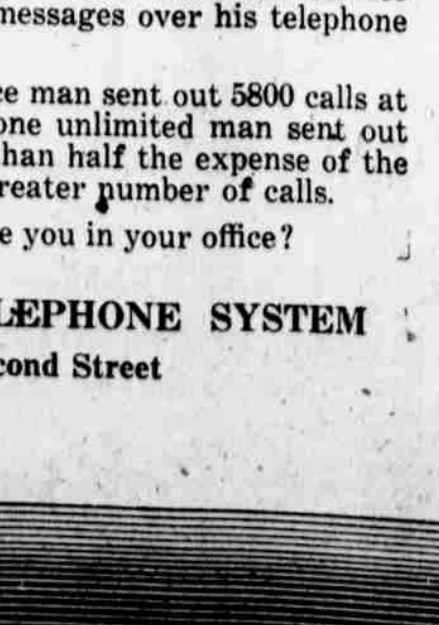 messages over his telephone
ce man sent out 5800 calls at
one unlimited man sent out
han half the expense of the
reater number of calls.
e you in your office?
LEPHONE SYSTEM
cond Street